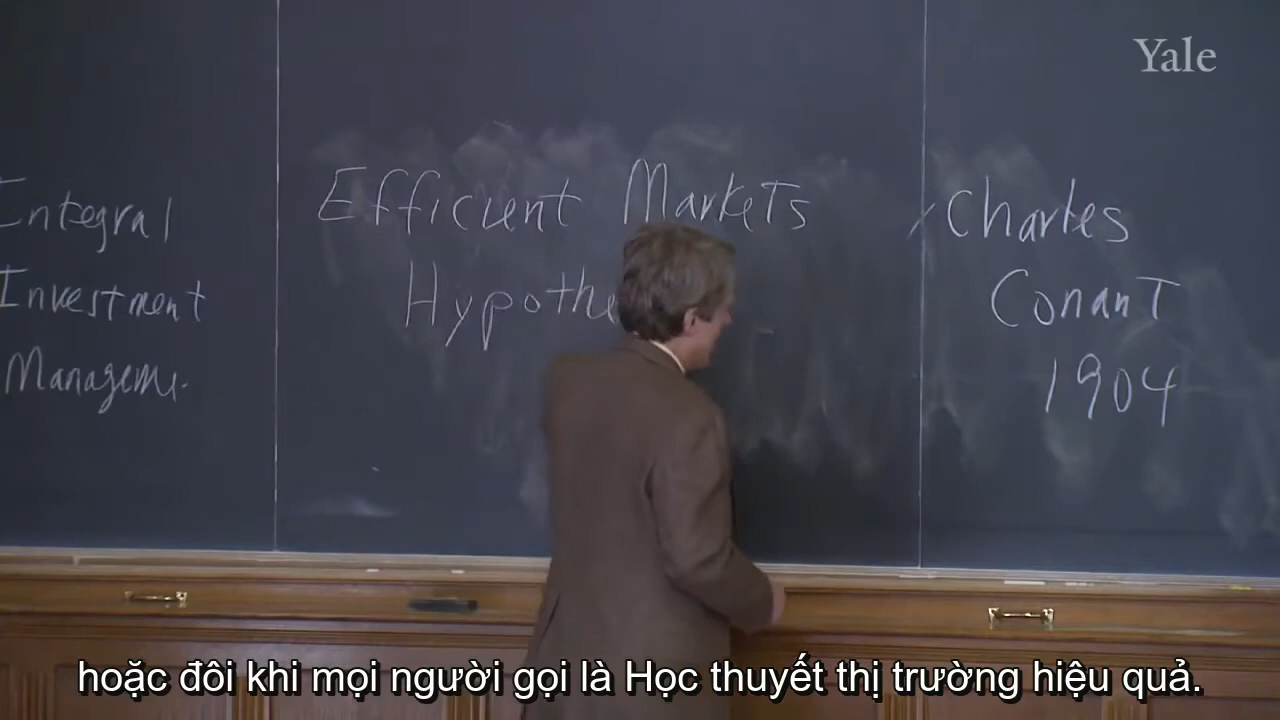 Yale
Integral
Investment
Managem
Efficient Markets
Hypothe
Charles
Conant
1904
hoặc đôi khi mọi người gọi là Học thuyết thị trường hiệu quả.